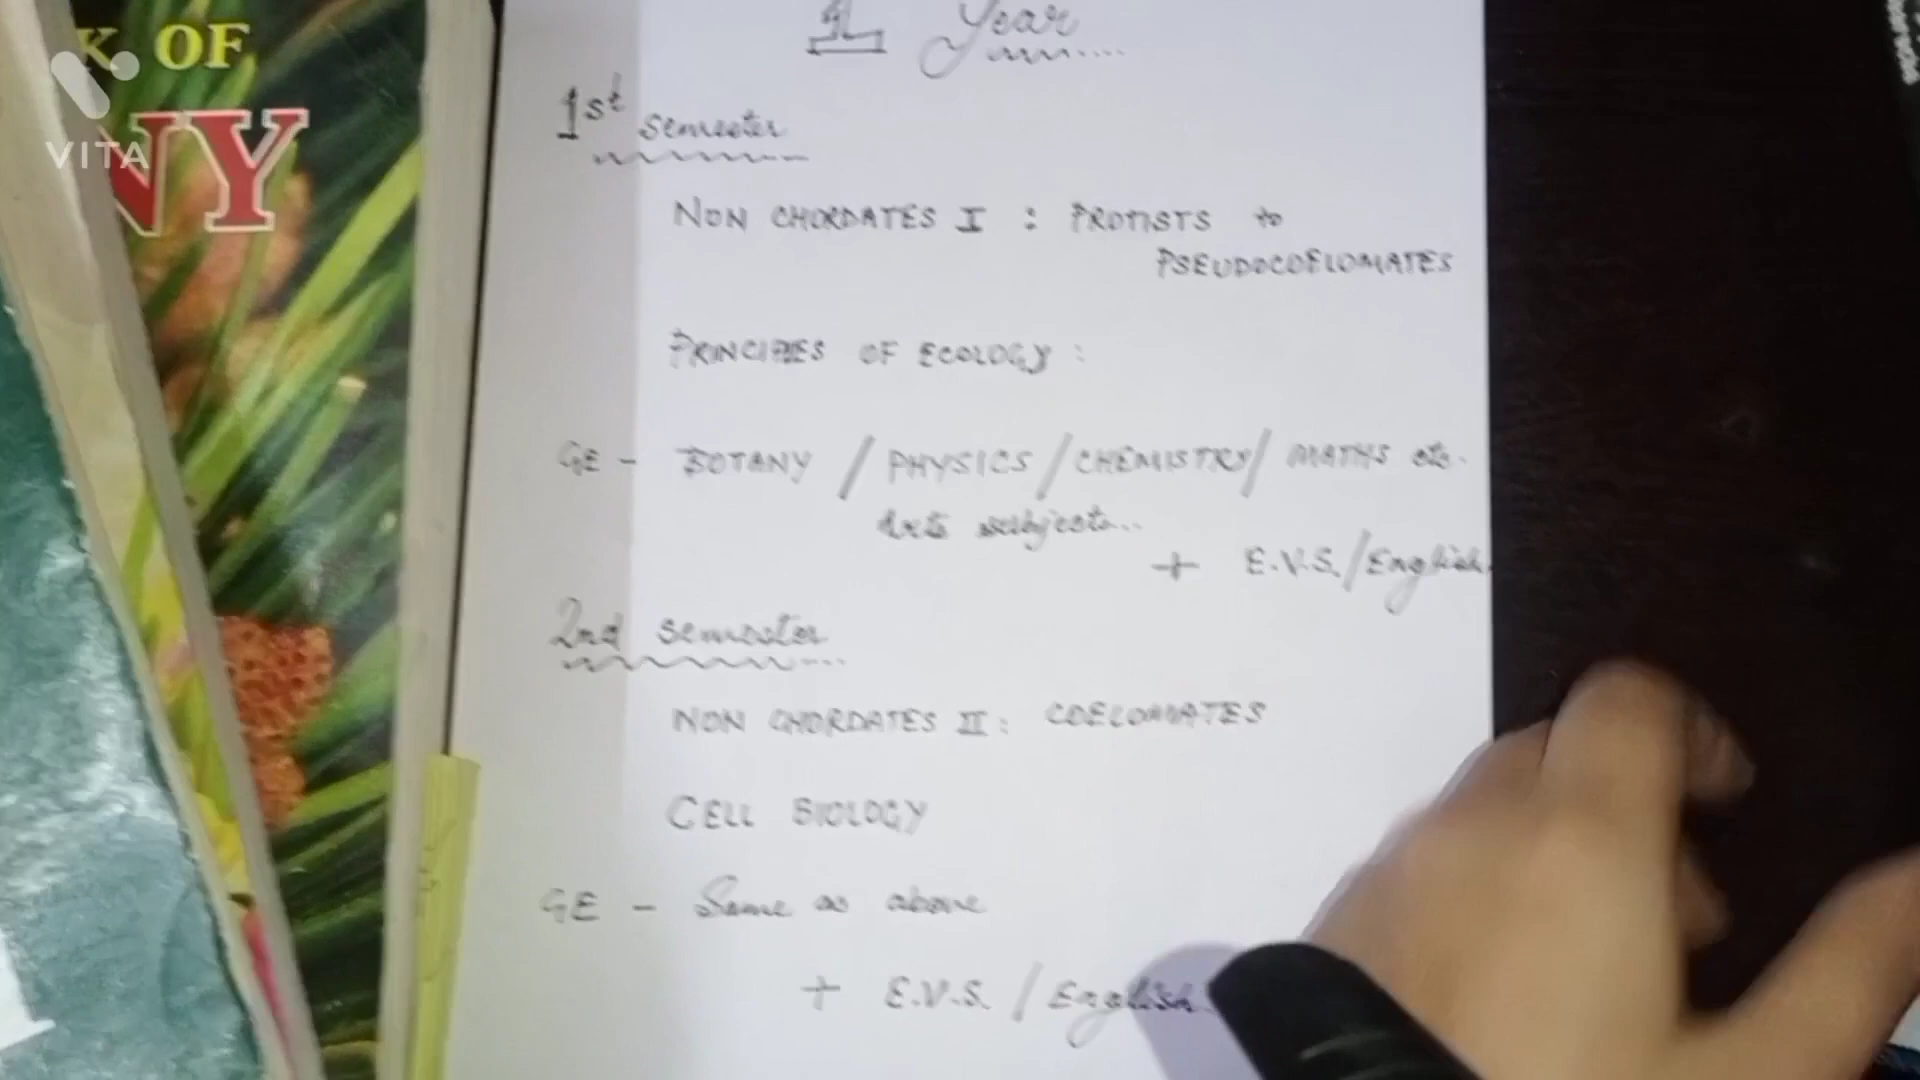 K OF
NY
VITA
1 Year
1st semester
NON CHORDATES I : PROTISTS to
PSEUDOCOELOMATES
PRINCIPLES OF ECOLOGY :
GE - BOTANY / PHYSICS / CHEMISTRY / MATHS etc.
Arts subjects...
+ E.V.S. / English.
2nd semester
NON CHORDATES II : COELOMATES
CELL BIOLOGY
GE - Same as above
+ E.V.S. / English.